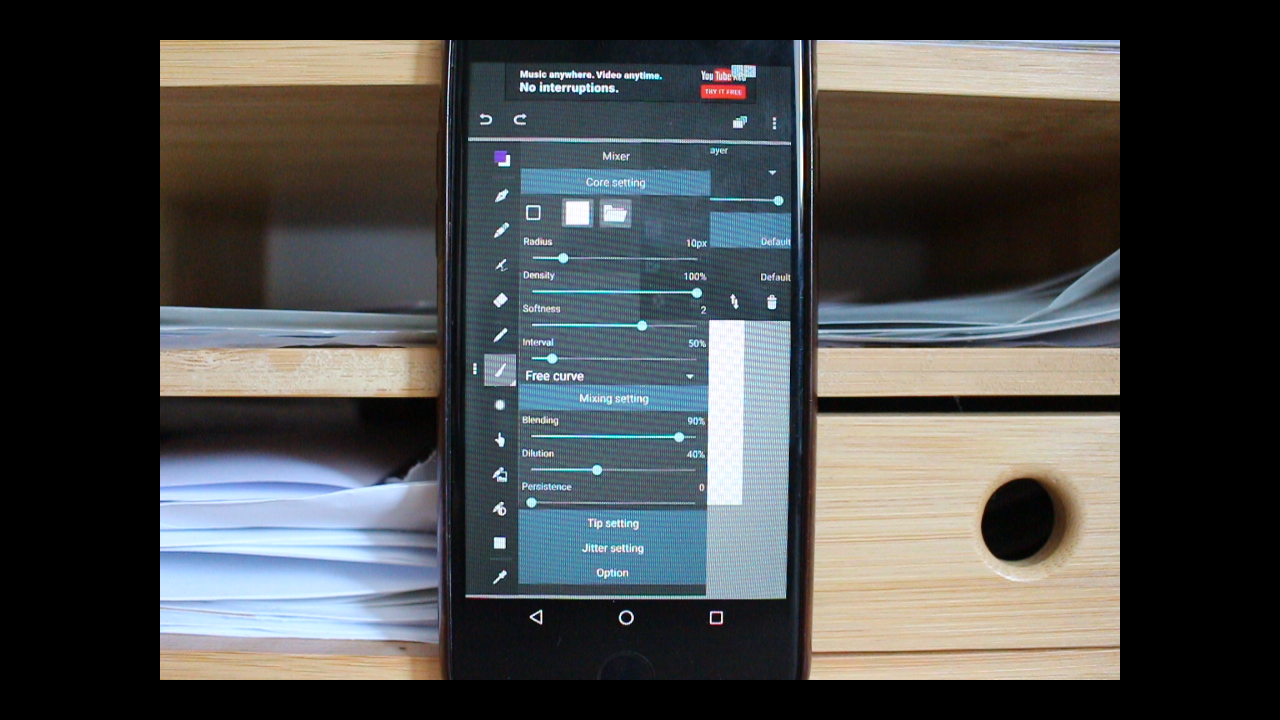 Music anywhere. Video anytime.
No interruptions.
You Tube
TRY IT FREE
Mixer
ayer
Core setting
Radius 10px
Default
Density 100%
Default
Softness 2
Interval 50%
Free curve
Mixing setting
Blending 90%
Dilution 40%
Persistence 0
Tip setting
Jitter setting
Option